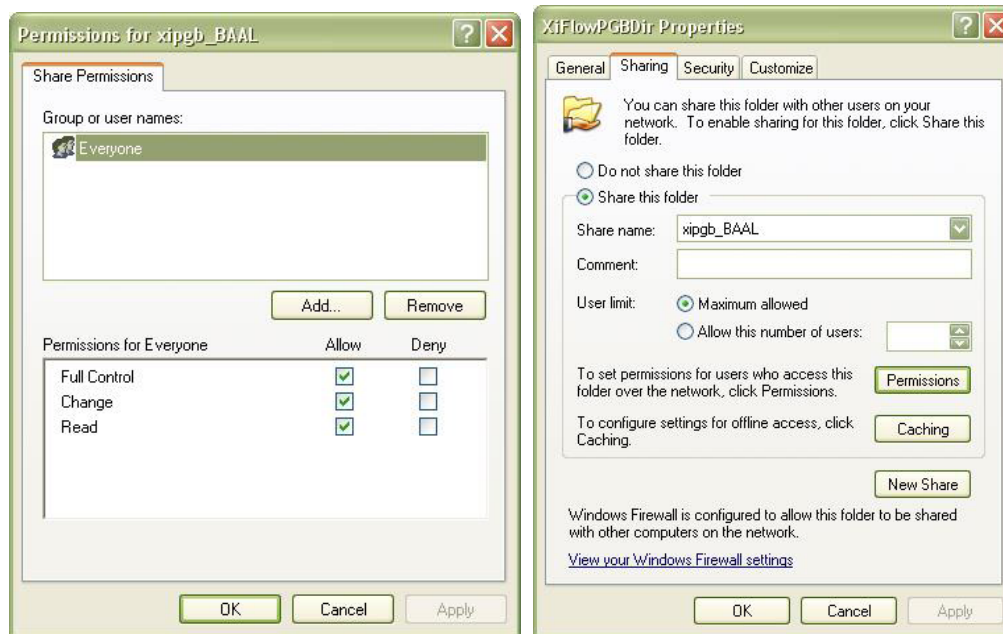 Permissions for xipgb_BAAL
Share Permissions
Group or user names:
Everyone
Add...
Remove
Permissions for Everyone Allow Deny
Full Control
Change
Read
OK Cancel Apply
XiFlowPGBDir Properties
General Sharing Security Customize
You can share this folder with other users on your
network. To enable sharing for this folder, click Share this
folder.
Do not share this folder
Share this folder
Share name: xipgb_BAAL
Comment:
User limit: Maximum allowed
Allow this number of users:
To set permissions for users who access this
folder over the network, click Permissions.
Permissions
To configure settings for offline access, click
Caching.
Caching
New Share
Windows Firewall is configured to allow this folder to be shared
with other computers on the network.
View your Windows Firewall settings
OK Cancel Apply